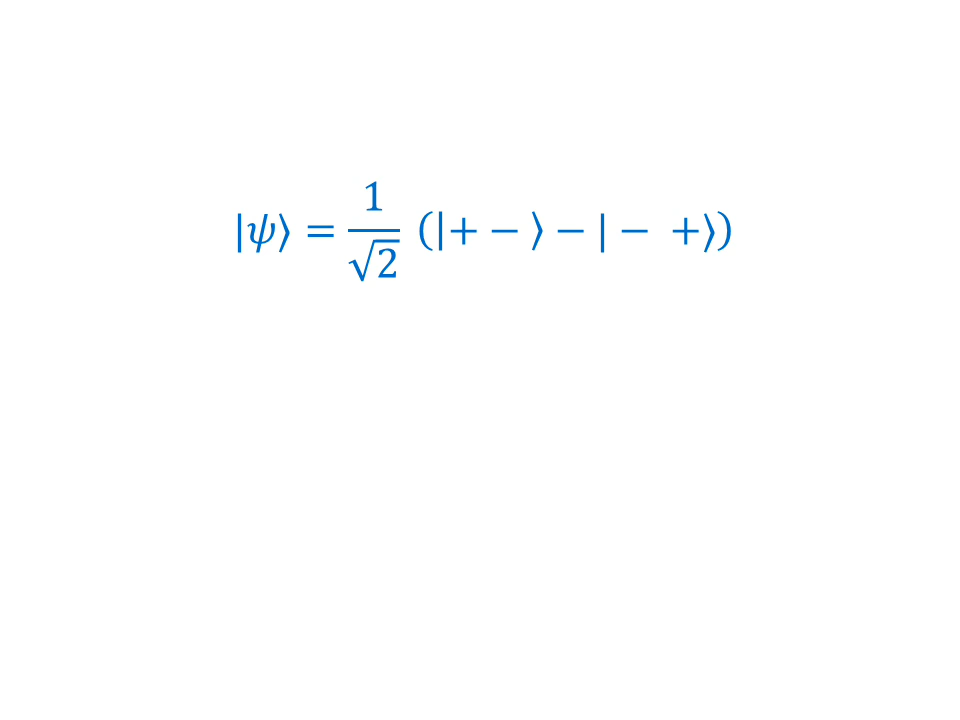 |ψ⟩ = 1/√2 (|+ − ⟩ − | − +⟩)